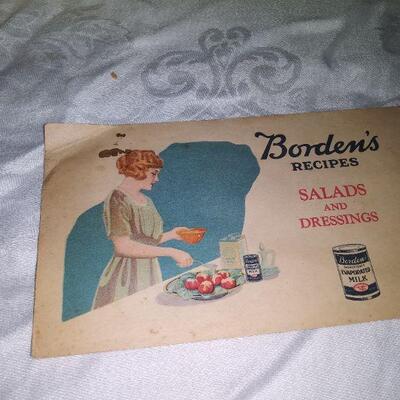 Borden's
RECIPES
SALADS
AND
DRESSINGS
Borden's
EVAPORATED
MILK